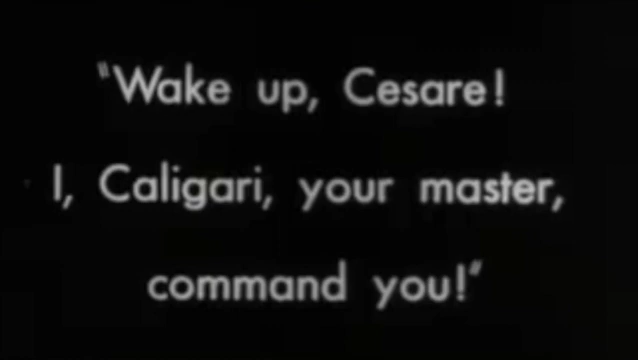 "Wake up, Cesare!
I, Caligari, your master,
command you!"